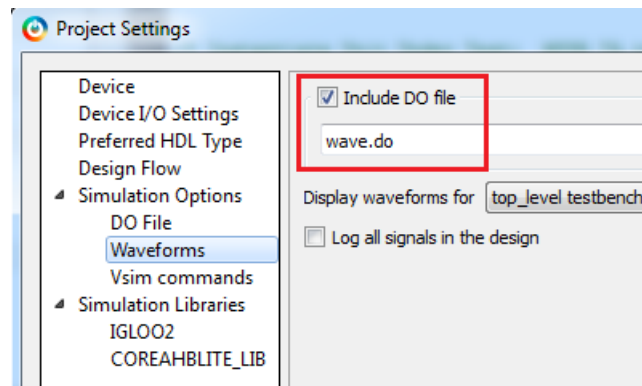 Project Settings
Device
Device I/O Settings
Preferred HDL Type
Design Flow
Simulation Options
DO File
Waveforms
Vsim commands
Simulation Libraries
IGLOO2
COREAHBLITE_LIB
Include DO file
wave.do
Display waveforms for top_level testbench
Log all signals in the design